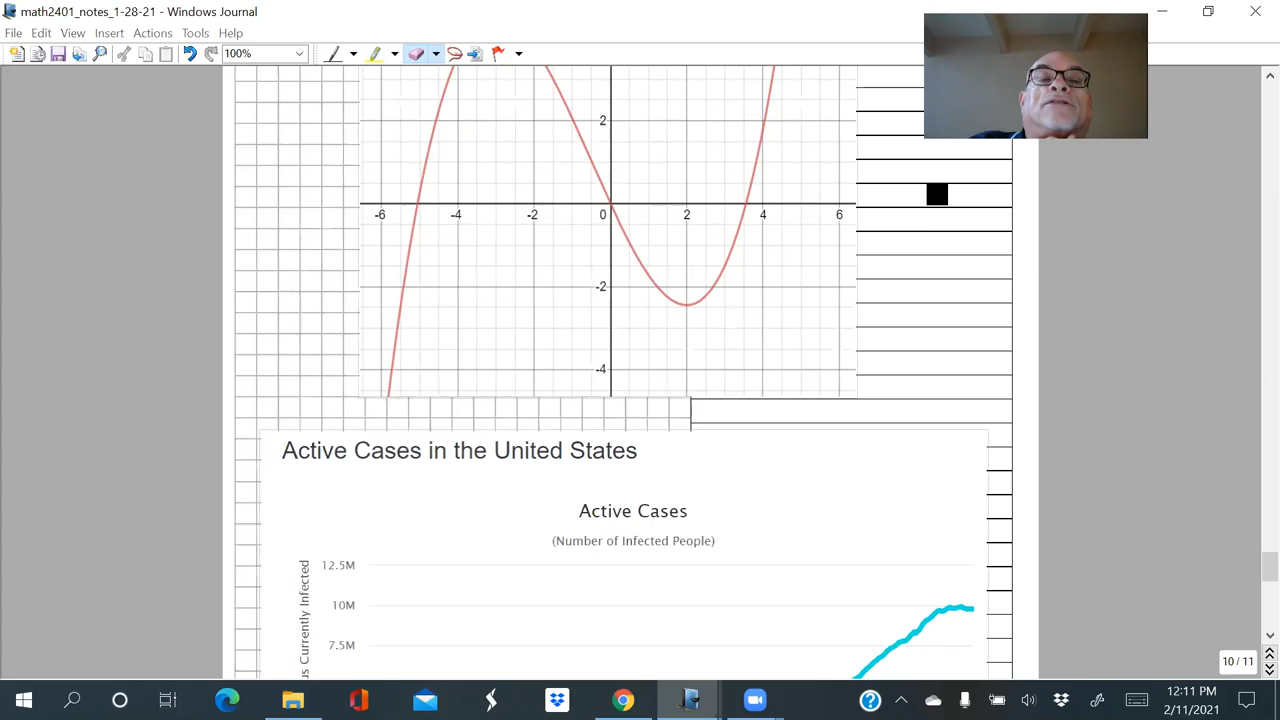 math2401_notes_1-28-21 - Windows Journal
File Edit View Insert Actions Tools Help
100%
2
-6 -4 -2 0 2 4 6
-2
-4
Active Cases in the United States
Active Cases
(Number of Infected People)
12.5M
10M
7.5M
us Currently Infected
10 / 11
12:11 PM
2/11/2021